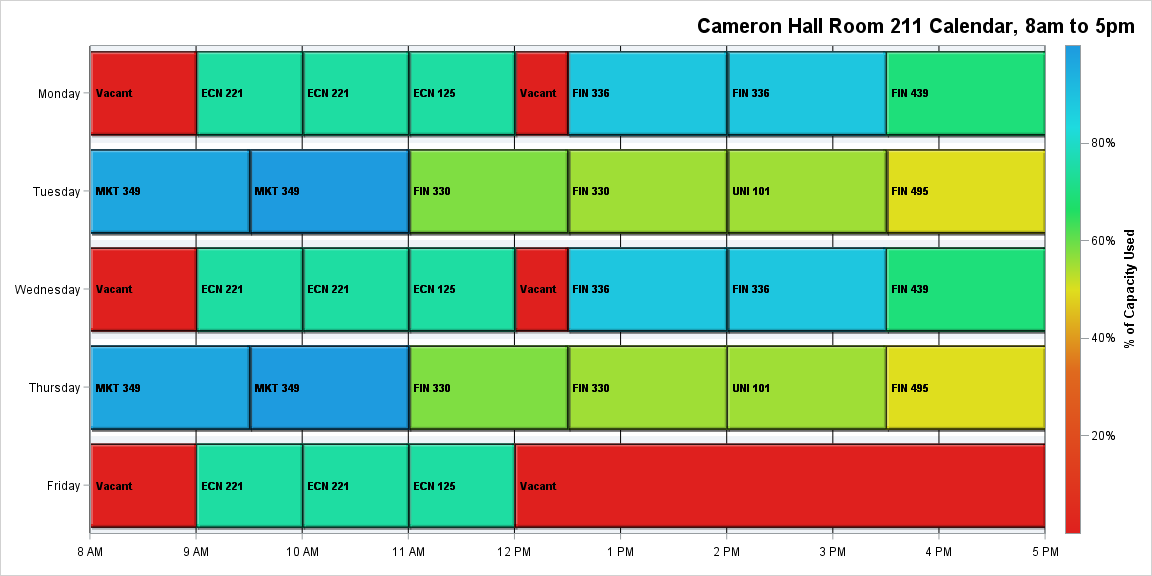 Cameron Hall Room 211 Calendar, 8am to 5pm
Monday
Vacant
ECN 221
ECN 221
ECN 125
Vacant
FIN 336
FIN 336
FIN 439
Tuesday
MKT 349
MKT 349
FIN 330
FIN 330
UNI 101
FIN 495
Wednesday
Vacant
ECN 221
ECN 221
ECN 125
Vacant
FIN 336
FIN 336
FIN 439
Thursday
MKT 349
MKT 349
FIN 330
FIN 330
UNI 101
FIN 495
Friday
Vacant
ECN 221
ECN 221
ECN 125
Vacant
8 AM
9 AM
10 AM
11 AM
12 PM
1 PM
2 PM
3 PM
4 PM
5 PM
80%
60%
40%
20%
% of Capacity Used